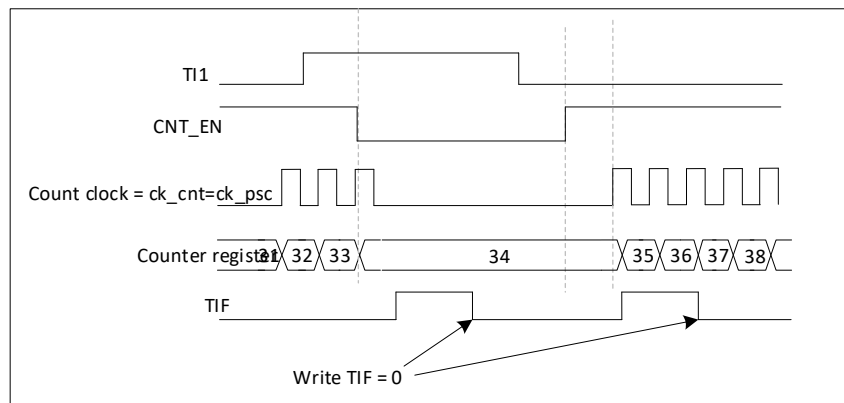 TI1
CNT_EN
Count clock = ck_cnt=ck_psc
Counter register 31 32 33 34 35 36 37 38
TIF
Write TIF = 0